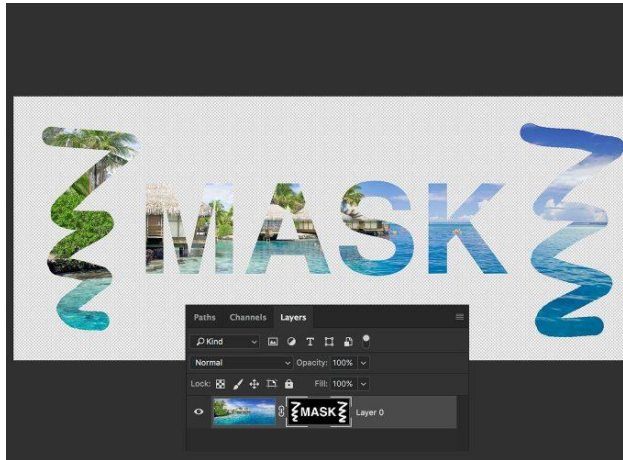 MASK
Paths Channels Layers
Kind
T
Normal Opacity: 100%
Lock: Fill: 100%
MASK Layer 0